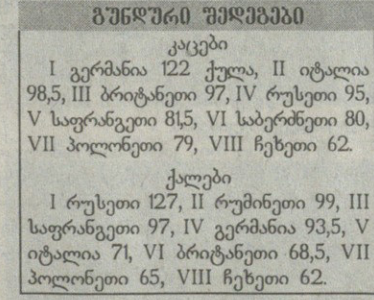 გუნდური შედეგები
კაცები
I გერმანია 122 ქულა, II იტალია
98,5, III ბრიტანეთი 97, IV რუსეთი 95,
V საფრანგეთი 81,5, VI საბერძნეთი 80,
VII პოლონეთი 79, VIII ჩეხეთი 62.
ქალები
I რუსეთი 127, II რუმინეთი 99, III
საფრანგეთი 97, IV გერმანია 93,5, V
იტალია 71, VI ბრიტანეთი 68,5, VII
პოლონეთი 65, VIII ჩეხეთი 62.